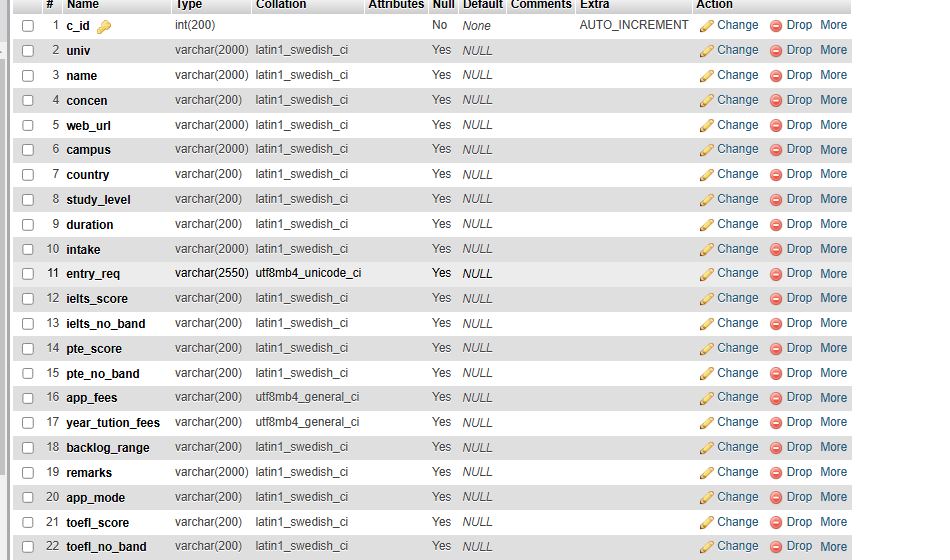 # Name Type Collation Attributes Null Default Comments Extra Action
1 c_id int(200) No None AUTO_INCREMENT Change Drop More
2 univ varchar(2000) latin1_swedish_ci Yes NULL Change Drop More
3 name varchar(2000) latin1_swedish_ci Yes NULL Change Drop More
4 concen varchar(200) latin1_swedish_ci Yes NULL Change Drop More
5 web_url varchar(2000) latin1_swedish_ci Yes NULL Change Drop More
6 campus varchar(2000) latin1_swedish_ci Yes NULL Change Drop More
7 country varchar(200) latin1_swedish_ci Yes NULL Change Drop More
8 study_level varchar(200) latin1_swedish_ci Yes NULL Change Drop More
9 duration varchar(200) latin1_swedish_ci Yes NULL Change Drop More
10 intake varchar(2000) latin1_swedish_ci Yes NULL Change Drop More
11 entry_req varchar(2550) utf8mb4_unicode_ci Yes NULL Change Drop More
12 ielts_score varchar(200) latin1_swedish_ci Yes NULL Change Drop More
13 ielts_no_band varchar(200) latin1_swedish_ci Yes NULL Change Drop More
14 pte_score varchar(200) latin1_swedish_ci Yes NULL Change Drop More
15 pte_no_band varchar(200) latin1_swedish_ci Yes NULL Change Drop More
16 app_fees varchar(200) utf8mb4_general_ci Yes NULL Change Drop More
17 year_tution_fees varchar(200) utf8mb4_general_ci Yes NULL Change Drop More
18 backlog_range varchar(200) latin1_swedish_ci Yes NULL Change Drop More
19 remarks varchar(2000) latin1_swedish_ci Yes NULL Change Drop More
20 app_mode varchar(200) latin1_swedish_ci Yes NULL Change Drop More
21 toefl_score varchar(200) latin1_swedish_ci Yes NULL Change Drop More
22 toefl_no_band varchar(200) latin1_swedish_ci Yes NULL Change Drop More